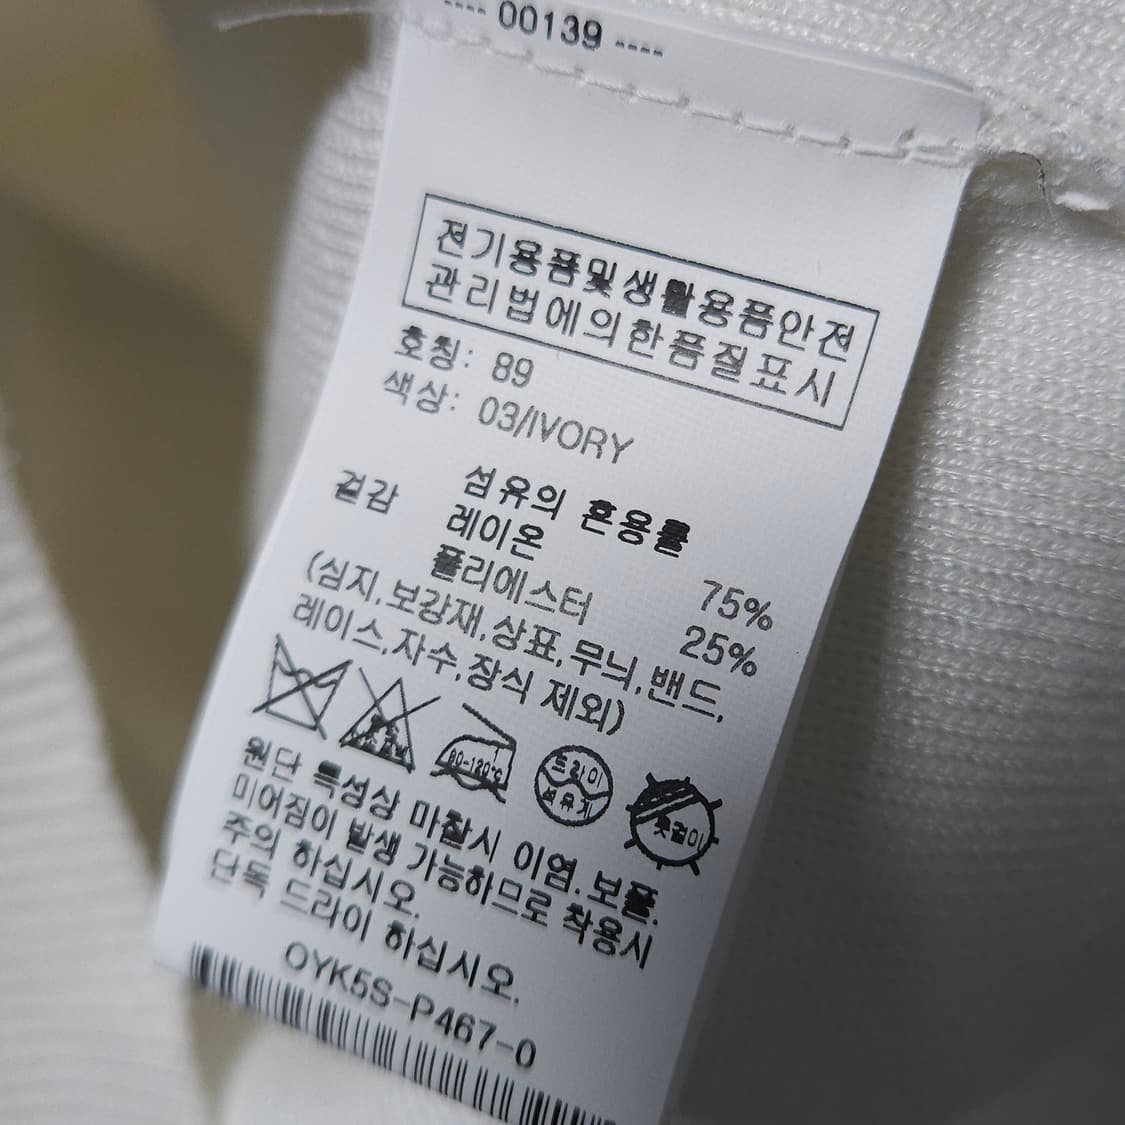 ---- 00139 ----
전기용품및생활용품안전
관리법에의한품질표시
호칭: 89
색상: 03/IVORY
섬유의 혼용률
겉감 레이온 75%
폴리에스터 25%
(심지,보강재,상표,무늬,밴드,
레이스,자수,장식 제외)
80-120℃
드라이
석유계
옷걸이
원단 특성상 마찰시 이염. 보풀.
미어짐이 발생 가능하므로 착용시
주의 하십시오.
단독 드라이 하십시오.
OYK5S-P467-0